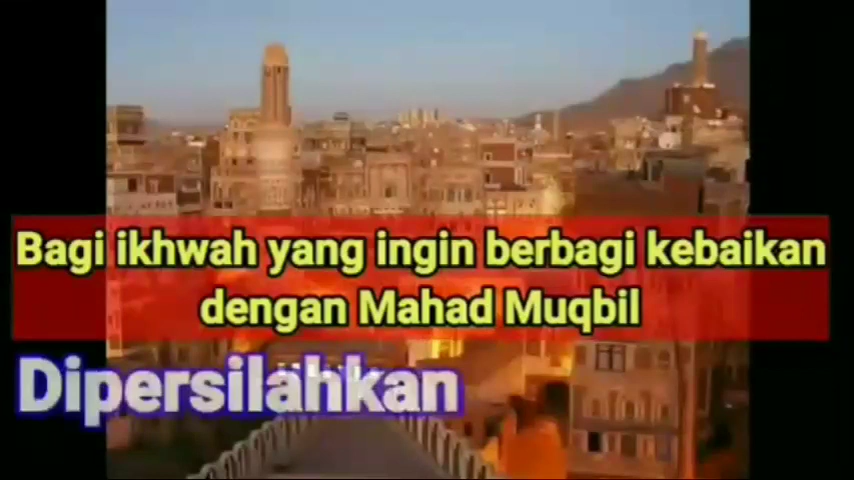 Bagi ikhwah yang ingin berbagi kebaikan
dengan Mahad Muqbil
Dipersilahkan